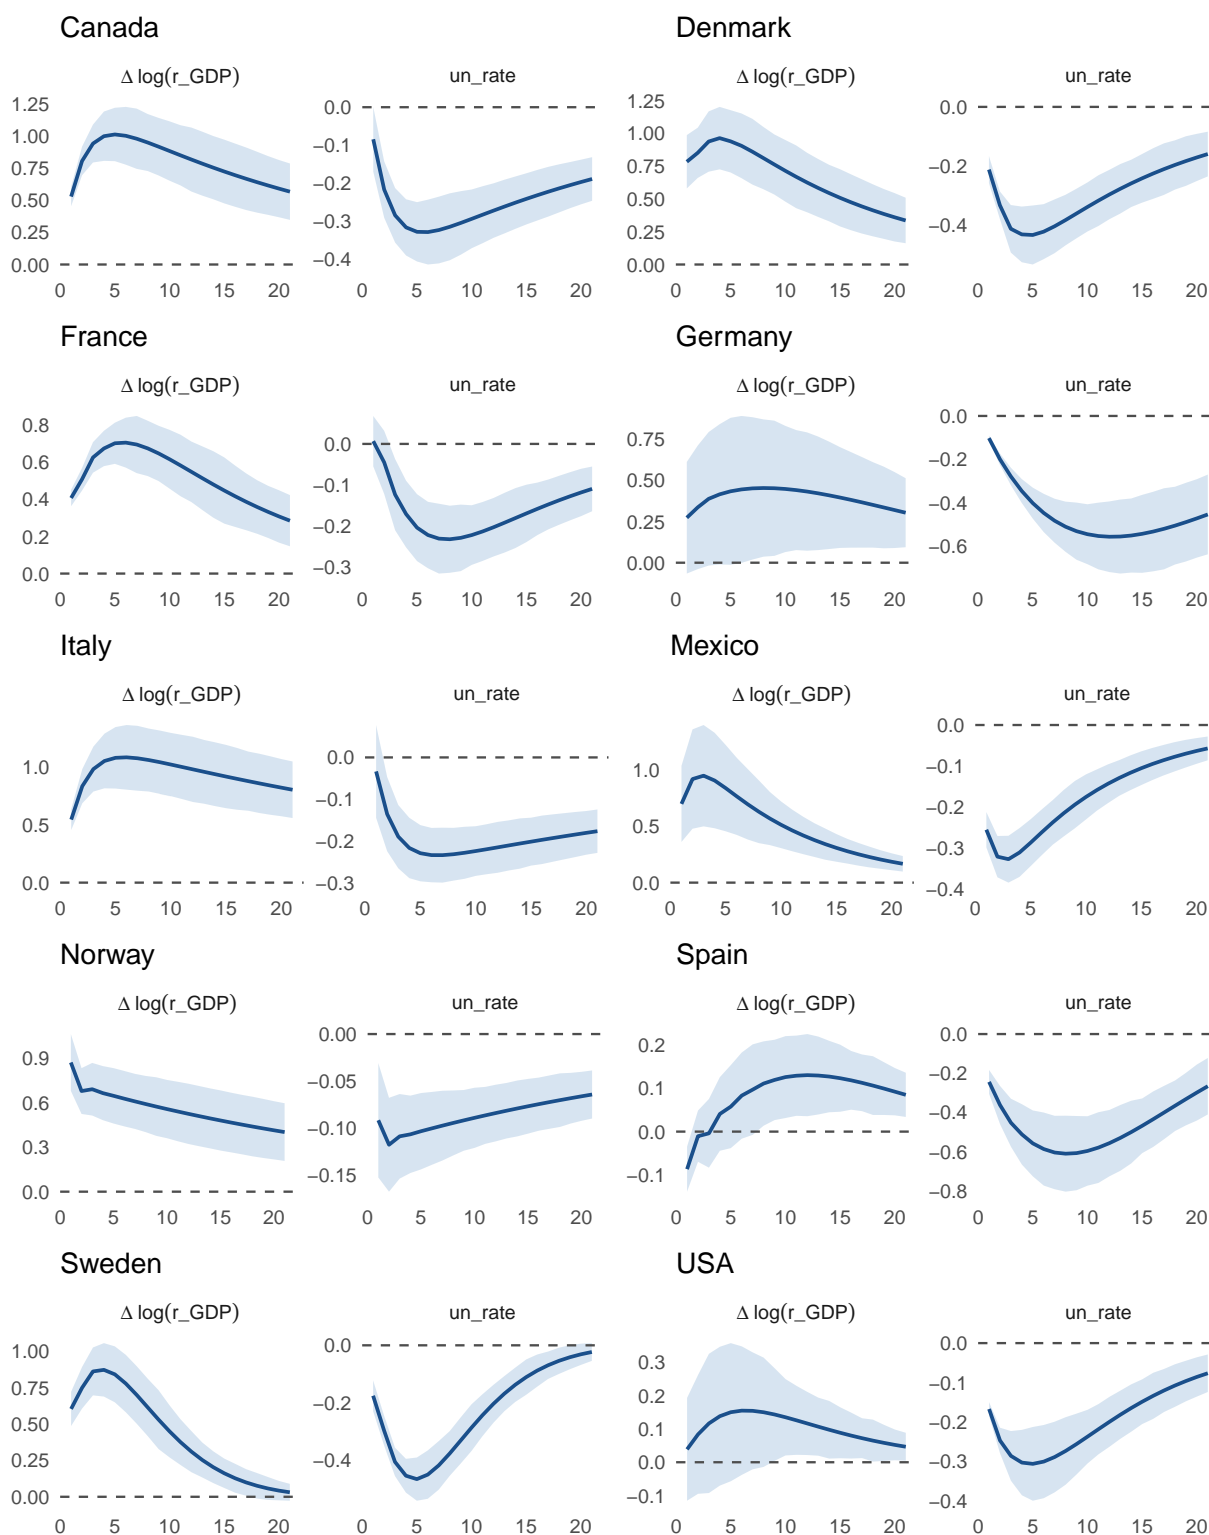 Canada Denmark
Δ log(r_GDP) un_rate Δ log(r_GDP) un_rate
1.25 1.00 0.75 0.50 0.25 0.00
0.0 −0.1 −0.2 −0.3 −0.4
1.25 1.00 0.75 0.50 0.25 0.00
0.0 −0.2 −0.4
0 5 10 15 20 0 5 10 15 20 0 5 10 15 20 0 5 10 15 20
France Germany
Δ log(r_GDP) un_rate Δ log(r_GDP) un_rate
0.8 0.6 0.4 0.2 0.0
0.0 −0.1 −0.2 −0.3
0.75 0.50 0.25 0.00
0.0 −0.2 −0.4 −0.6
0 5 10 15 20 0 5 10 15 20 0 5 10 15 20 0 5 10 15 20
Italy Mexico
Δ log(r_GDP) un_rate Δ log(r_GDP) un_rate
1.0 0.5 0.0
0.0 −0.1 −0.2 −0.3
1.0 0.5 0.0
0.0 −0.1 −0.2 −0.3 −0.4
0 5 10 15 20 0 5 10 15 20 0 5 10 15 20 0 5 10 15 20
Norway Spain
Δ log(r_GDP) un_rate Δ log(r_GDP) un_rate
0.9 0.6 0.3 0.0
0.00 −0.05 −0.10 −0.15
0.2 0.1 0.0 −0.1
0.0 −0.2 −0.4 −0.6 −0.8
0 5 10 15 20 0 5 10 15 20 0 5 10 15 20 0 5 10 15 20
Sweden USA
Δ log(r_GDP) un_rate Δ log(r_GDP) un_rate
1.00 0.75 0.50 0.25 0.00
0.0 −0.2 −0.4
0.3 0.2 0.1 0.0 −0.1
0.0 −0.1 −0.2 −0.3 −0.4
0 5 10 15 20 0 5 10 15 20 0 5 10 15 20 0 5 10 15 20